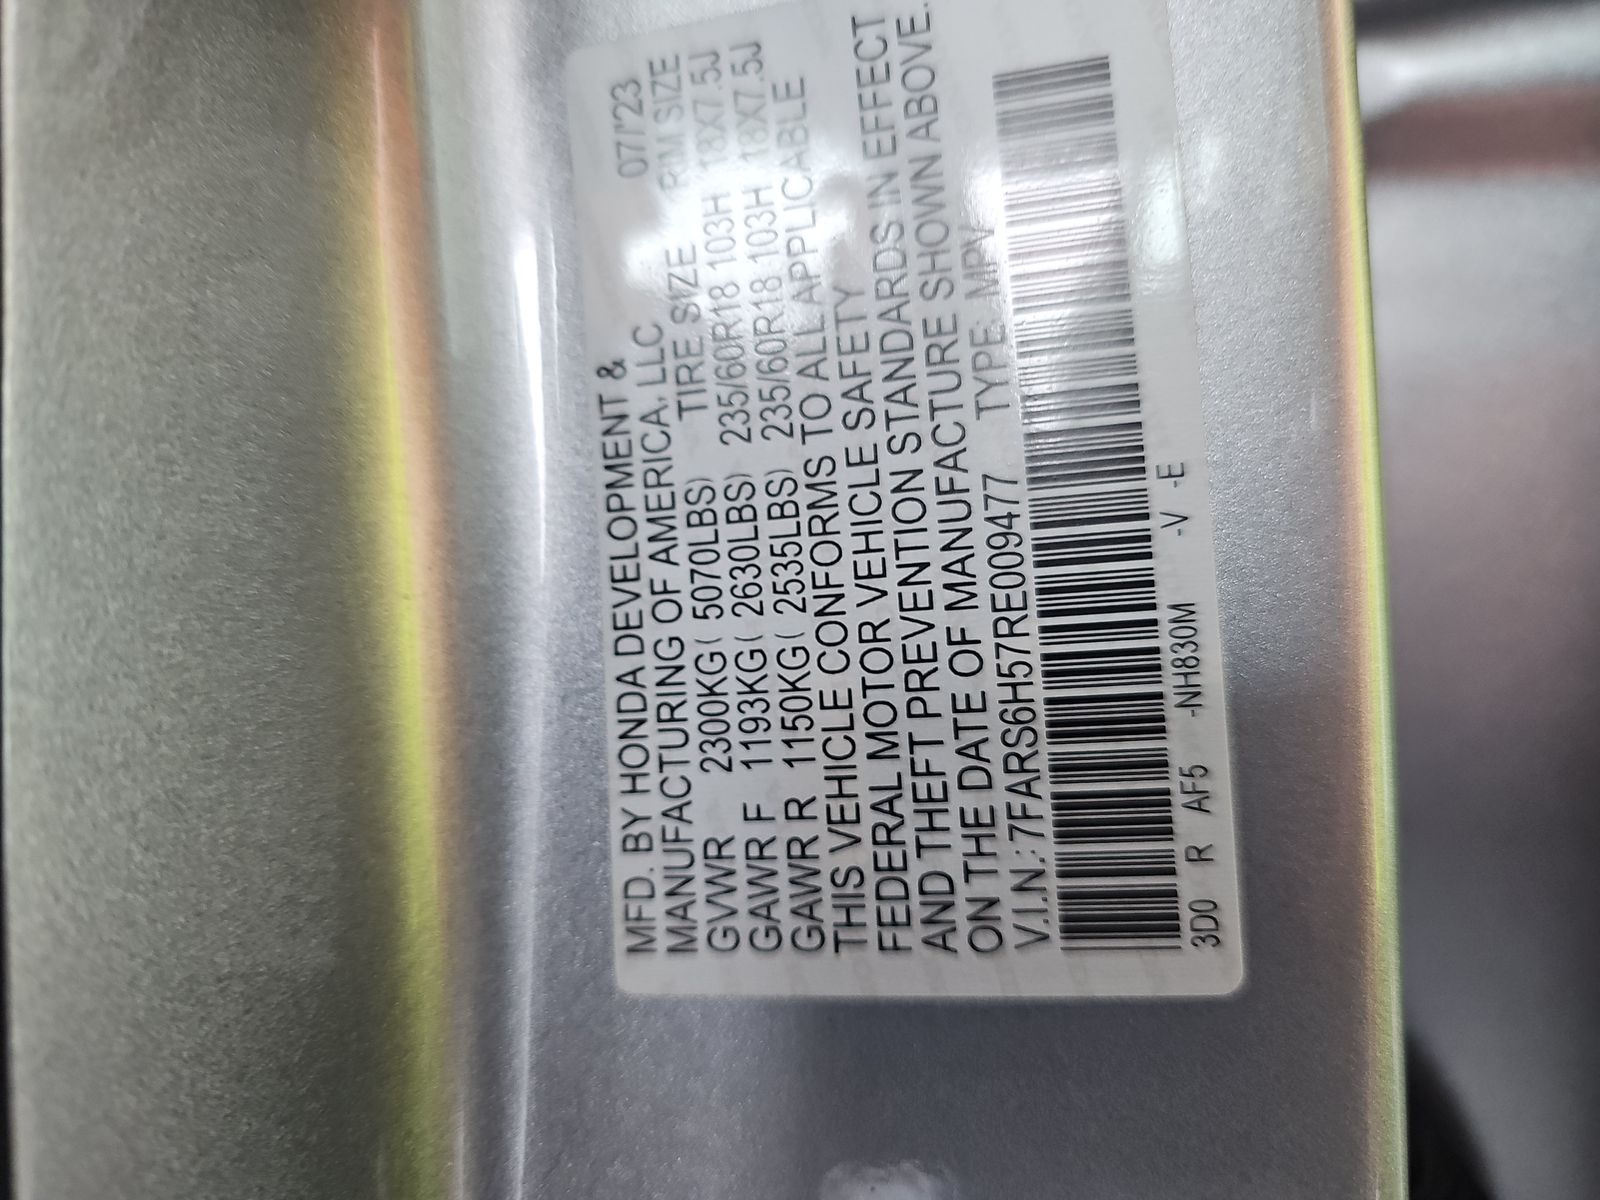 MFD. BY HONDA DEVELOPMENT & 07/'23
MANUFACTURING OF AMERICA, LLC
TIRE SIZE RIM SIZE
GVWR 2300KG( 5070LBS)
GAWR F 1193KG( 2630LBS) 235/60R18 103H 18X7.5J
GAWR R 1150KG( 2535LBS) 235/60R18 103H 18X7.5J
THIS VEHICLE CONFORMS TO ALL APPLICABLE
FEDERAL MOTOR VEHICLE SAFETY
AND THEFT PREVENTION STANDARDS IN EFFECT
ON THE DATE OF MANUFACTURE SHOWN ABOVE.
V.I.N.: 7FARS6H57RE009477 TYPE: MPV
3D0 R AF5 -NH830M -V -E